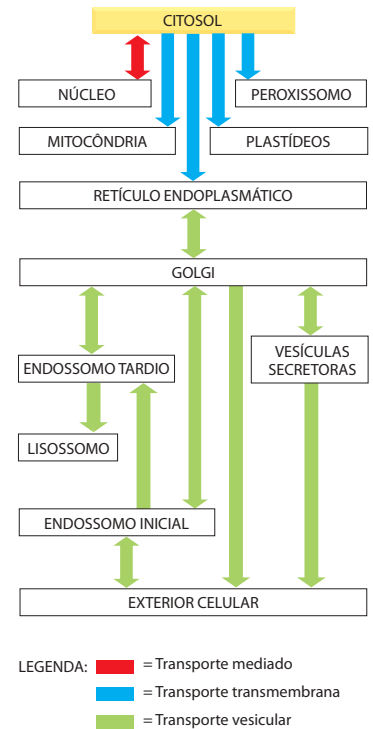 CITOSOL
NÚCLEO
PEROXISSOMO
MITOCÔNDRIA
PLASTÍDEOS
RETÍCULO ENDOPLASMÁTICO
GOLGI
ENDOSSOMO TARDIO
VESÍCULAS
SECRETORAS
LISOSSOMO
ENDOSSOMO INICIAL
EXTERIOR CELULAR
LEGENDA: = Transporte mediado
= Transporte transmembrana
= Transporte vesicular